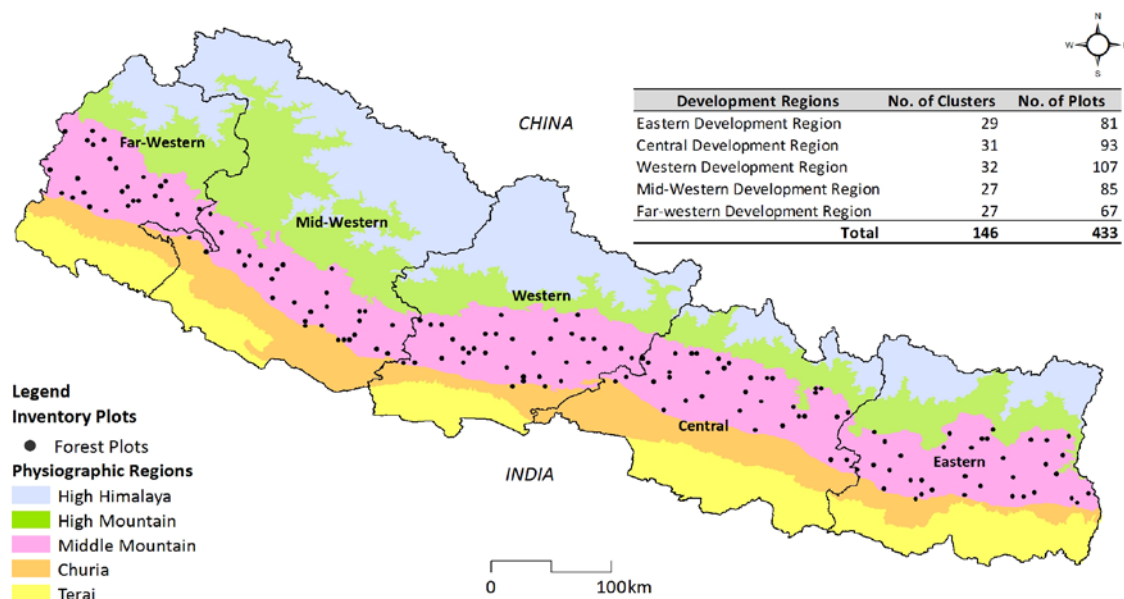 N
W
S
Development Regions No. of Clusters No. of Plots
Eastern Development Region 29 81
Central Development Region 31 93
Western Development Region 32 107
Mid-Western Development Region 27 85
Far-western Development Region 27 67
Total 146 433
CHINA
Far-Western
Mid-Western
Western
Central
Eastern
INDIA
Legend
Inventory Plots
Forest Plots
Physiographic Regions
High Himalaya
High Mountain
Middle Mountain
Churia
Terai
0 100km